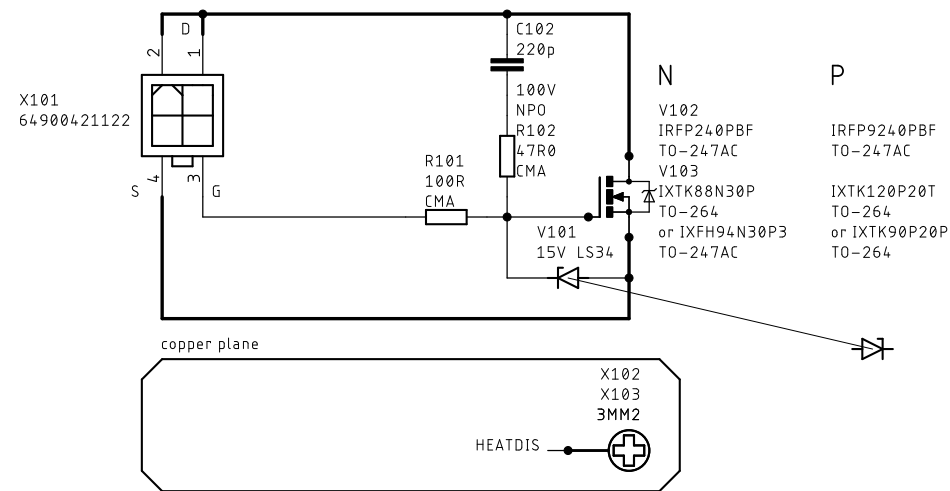 D
C102
220p
2
1
100V
NPO
X101
64900421122
R102
47R0
CMA
R101
100R
CMA
4
3
S
G
V101
15V LS34
N
V102
IRFP240PBF
TO-247AC
V103
IXTK88N30P
TO-264
or IXFH94N30P3
TO-247AC
P
IRFP9240PBF
TO-247AC
IXTK120P20T
TO-264
or IXTK90P20P
TO-264
copper plane
X102
X103
3MM2
HEATDIS